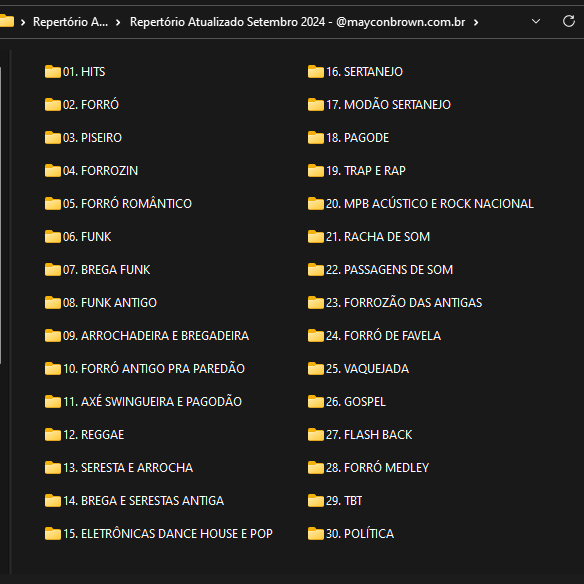 Repertório A... Repertório Atualizado Setembro 2024 - @mayconbrown.com.br
01. HITS
02. FORRÓ
03. PISEIRO
04. FORROZIN
05. FORRÓ ROMÂNTICO
06. FUNK
07. BREGA FUNK
08. FUNK ANTIGO
09. ARROCHADEIRA E BREGADEIRA
10. FORRÓ ANTIGO PRA PAREDÃO
11. AXÉ SWINGUEIRA E PAGODÃO
12. REGGAE
13. SERESTA E ARROCHA
14. BREGA E SERESTAS ANTIGA
15. ELETRÔNICAS DANCE HOUSE E POP
16. SERTANEJO
17. MODÃO SERTANEJO
18. PAGODE
19. TRAP E RAP
20. MPB ACÚSTICO E ROCK NACIONAL
21. RACHA DE SOM
22. PASSAGENS DE SOM
23. FORROZÃO DAS ANTIGAS
24. FORRÓ DE FAVELA
25. VAQUEJADA
26. GOSPEL
27. FLASH BACK
28. FORRÓ MEDLEY
29. TBT
30. POLÍTICA